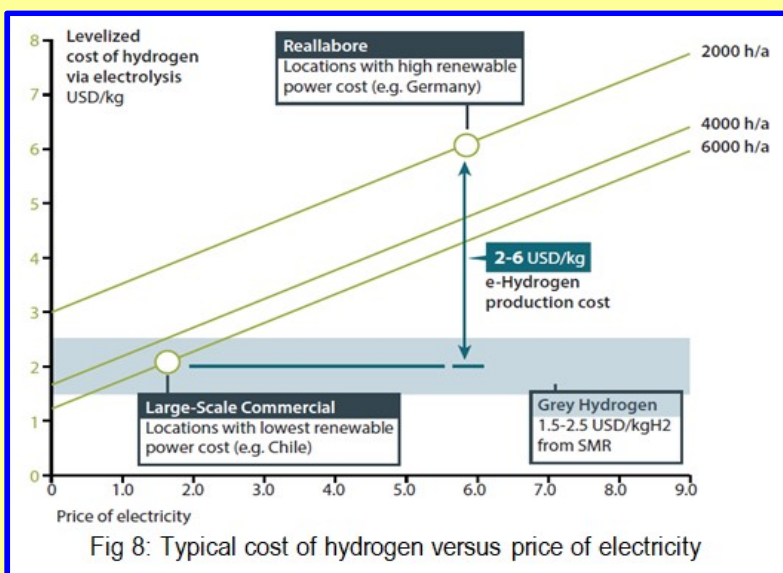 8
Levelized
cost of hydrogen
via electrolysis
USD/kg
Reallabore
Locations with high renewable
power cost (e.g. Germany)
2000 h/a
7
4000 h/a
6000 h/a
6
5
4
2-6 USD/kg
e-Hydrogen
production cost
3
2
Large-Scale Commercial
Locations with lowest renewable
power cost (e.g. Chile)
Grey Hydrogen
1.5-2.5 USD/kgH2
from SMR
1
0
0 1.0 2.0 3.0 4.0 5.0 6.0 7.0 8.0 9.0
Price of electricity
Fig 8: Typical cost of hydrogen versus price of electricity